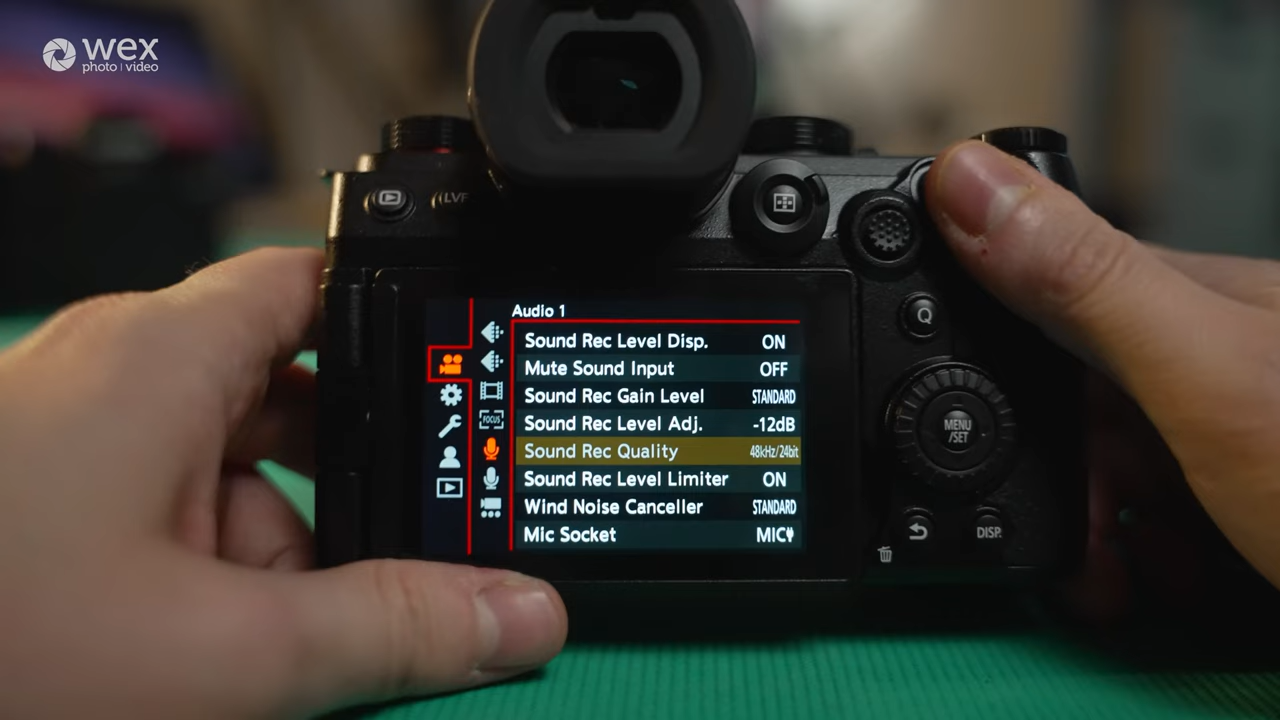 wex
photo | video
LVF
Q
MENU
/SET
DISP.
Audio 1
Sound Rec Level Disp. ON
Mute Sound Input OFF
Sound Rec Gain Level STANDARD
Sound Rec Level Adj. -12dB
Sound Rec Quality 48kHz/24bit
Sound Rec Level Limiter ON
Wind Noise Canceller STANDARD
Mic Socket MIC
FOCUS